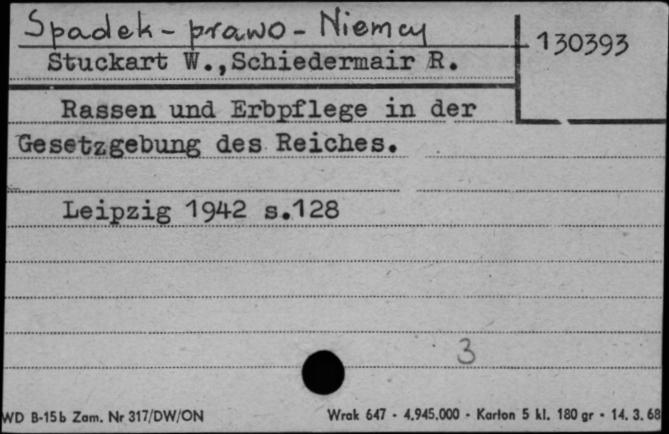 Spadek - prawo - Niemcy
130393
Stuckart W.,Schiedermair R.
Rassen und Erbpflege in der
Gesetzgebung des Reiches.
Leipzig 1942 s.128
3
WD B-15b Zam. Nr 317/DW/ON
Wrak 647 - 4.945.000 - Karton 5 kl. 180 gr - 14. 3. 68